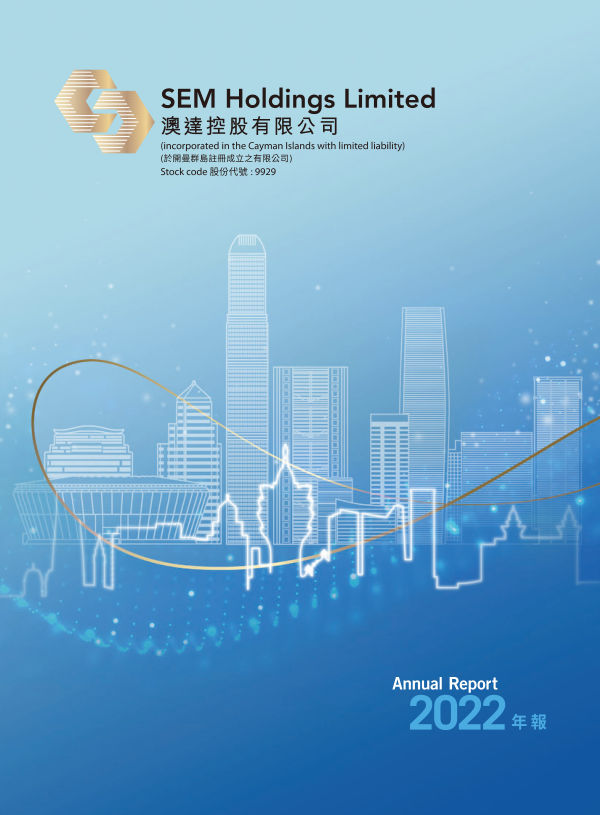 SEM Holdings Limited
澳達控股有限公司
(incorporated in the Cayman Islands with limited liability)
(於開曼群島註冊成立之有限公司)
Stock code 股份代號 : 9929
Annual Report
2022 年報